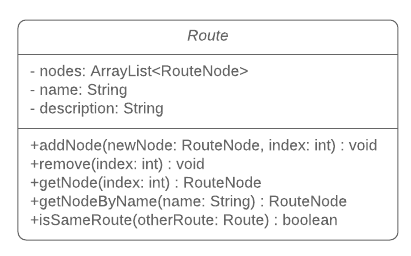 Route
- nodes: ArrayList<RouteNode>
- name: String
- description: String
+addNode(newNode: RouteNode, index: int) : void
+remove(index: int) : void
+getNode(index: int) : RouteNode
+getNodeByName(name: String) : RouteNode
+isSameRoute(otherRoute: Route) : boolean